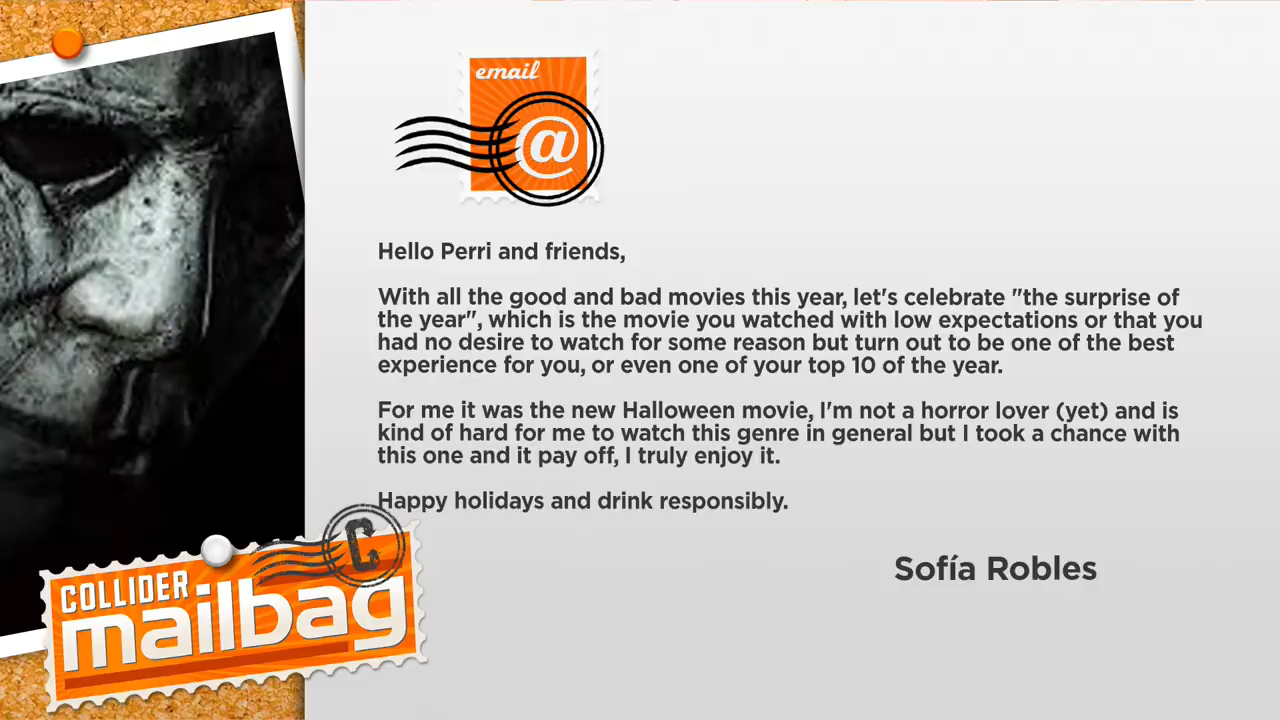 email
@
Hello Perri and friends,
With all the good and bad movies this year, let's celebrate "the surprise of
the year", which is the movie you watched with low expectations or that you
had no desire to watch for some reason but turn out to be one of the best
experience for you, or even one of your top 10 of the year.
For me it was the new Halloween movie, I'm not a horror lover (yet) and is
kind of hard for me to watch this genre in general but I took a chance with
this one and it pay off, I truly enjoy it.
Happy holidays and drink responsibly.
Sofía Robles
C
COLLIDER
mailbag